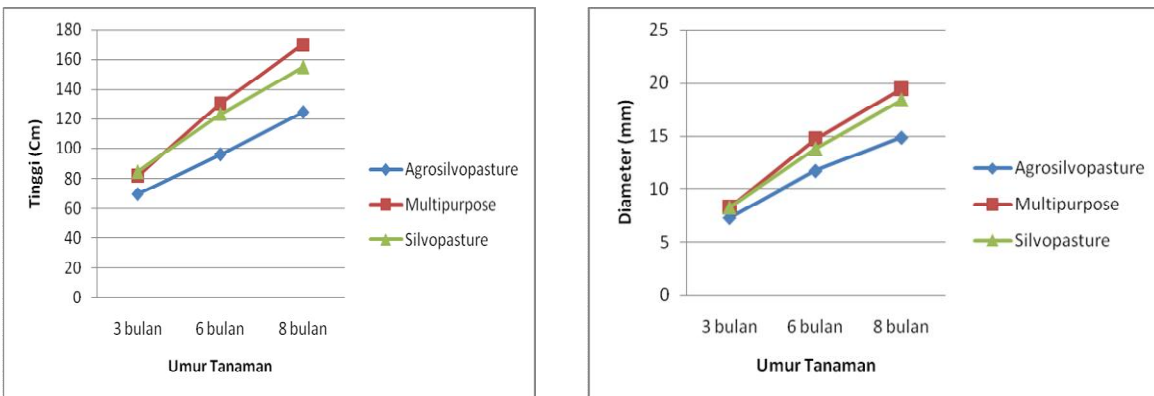 180
160
140
120
100
80
60
40
20
0
Tinggi (Cm)
3 bulan 6 bulan 8 bulan
Umur Tanaman
Agrosilvopasture
Multipurpose
Silvopasture
25
20
15
10
5
0
Diameter (mm)
3 bulan 6 bulan 8 bulan
Umur Tanaman
Agrosilvopasture
Multipurpose
Silvopasture